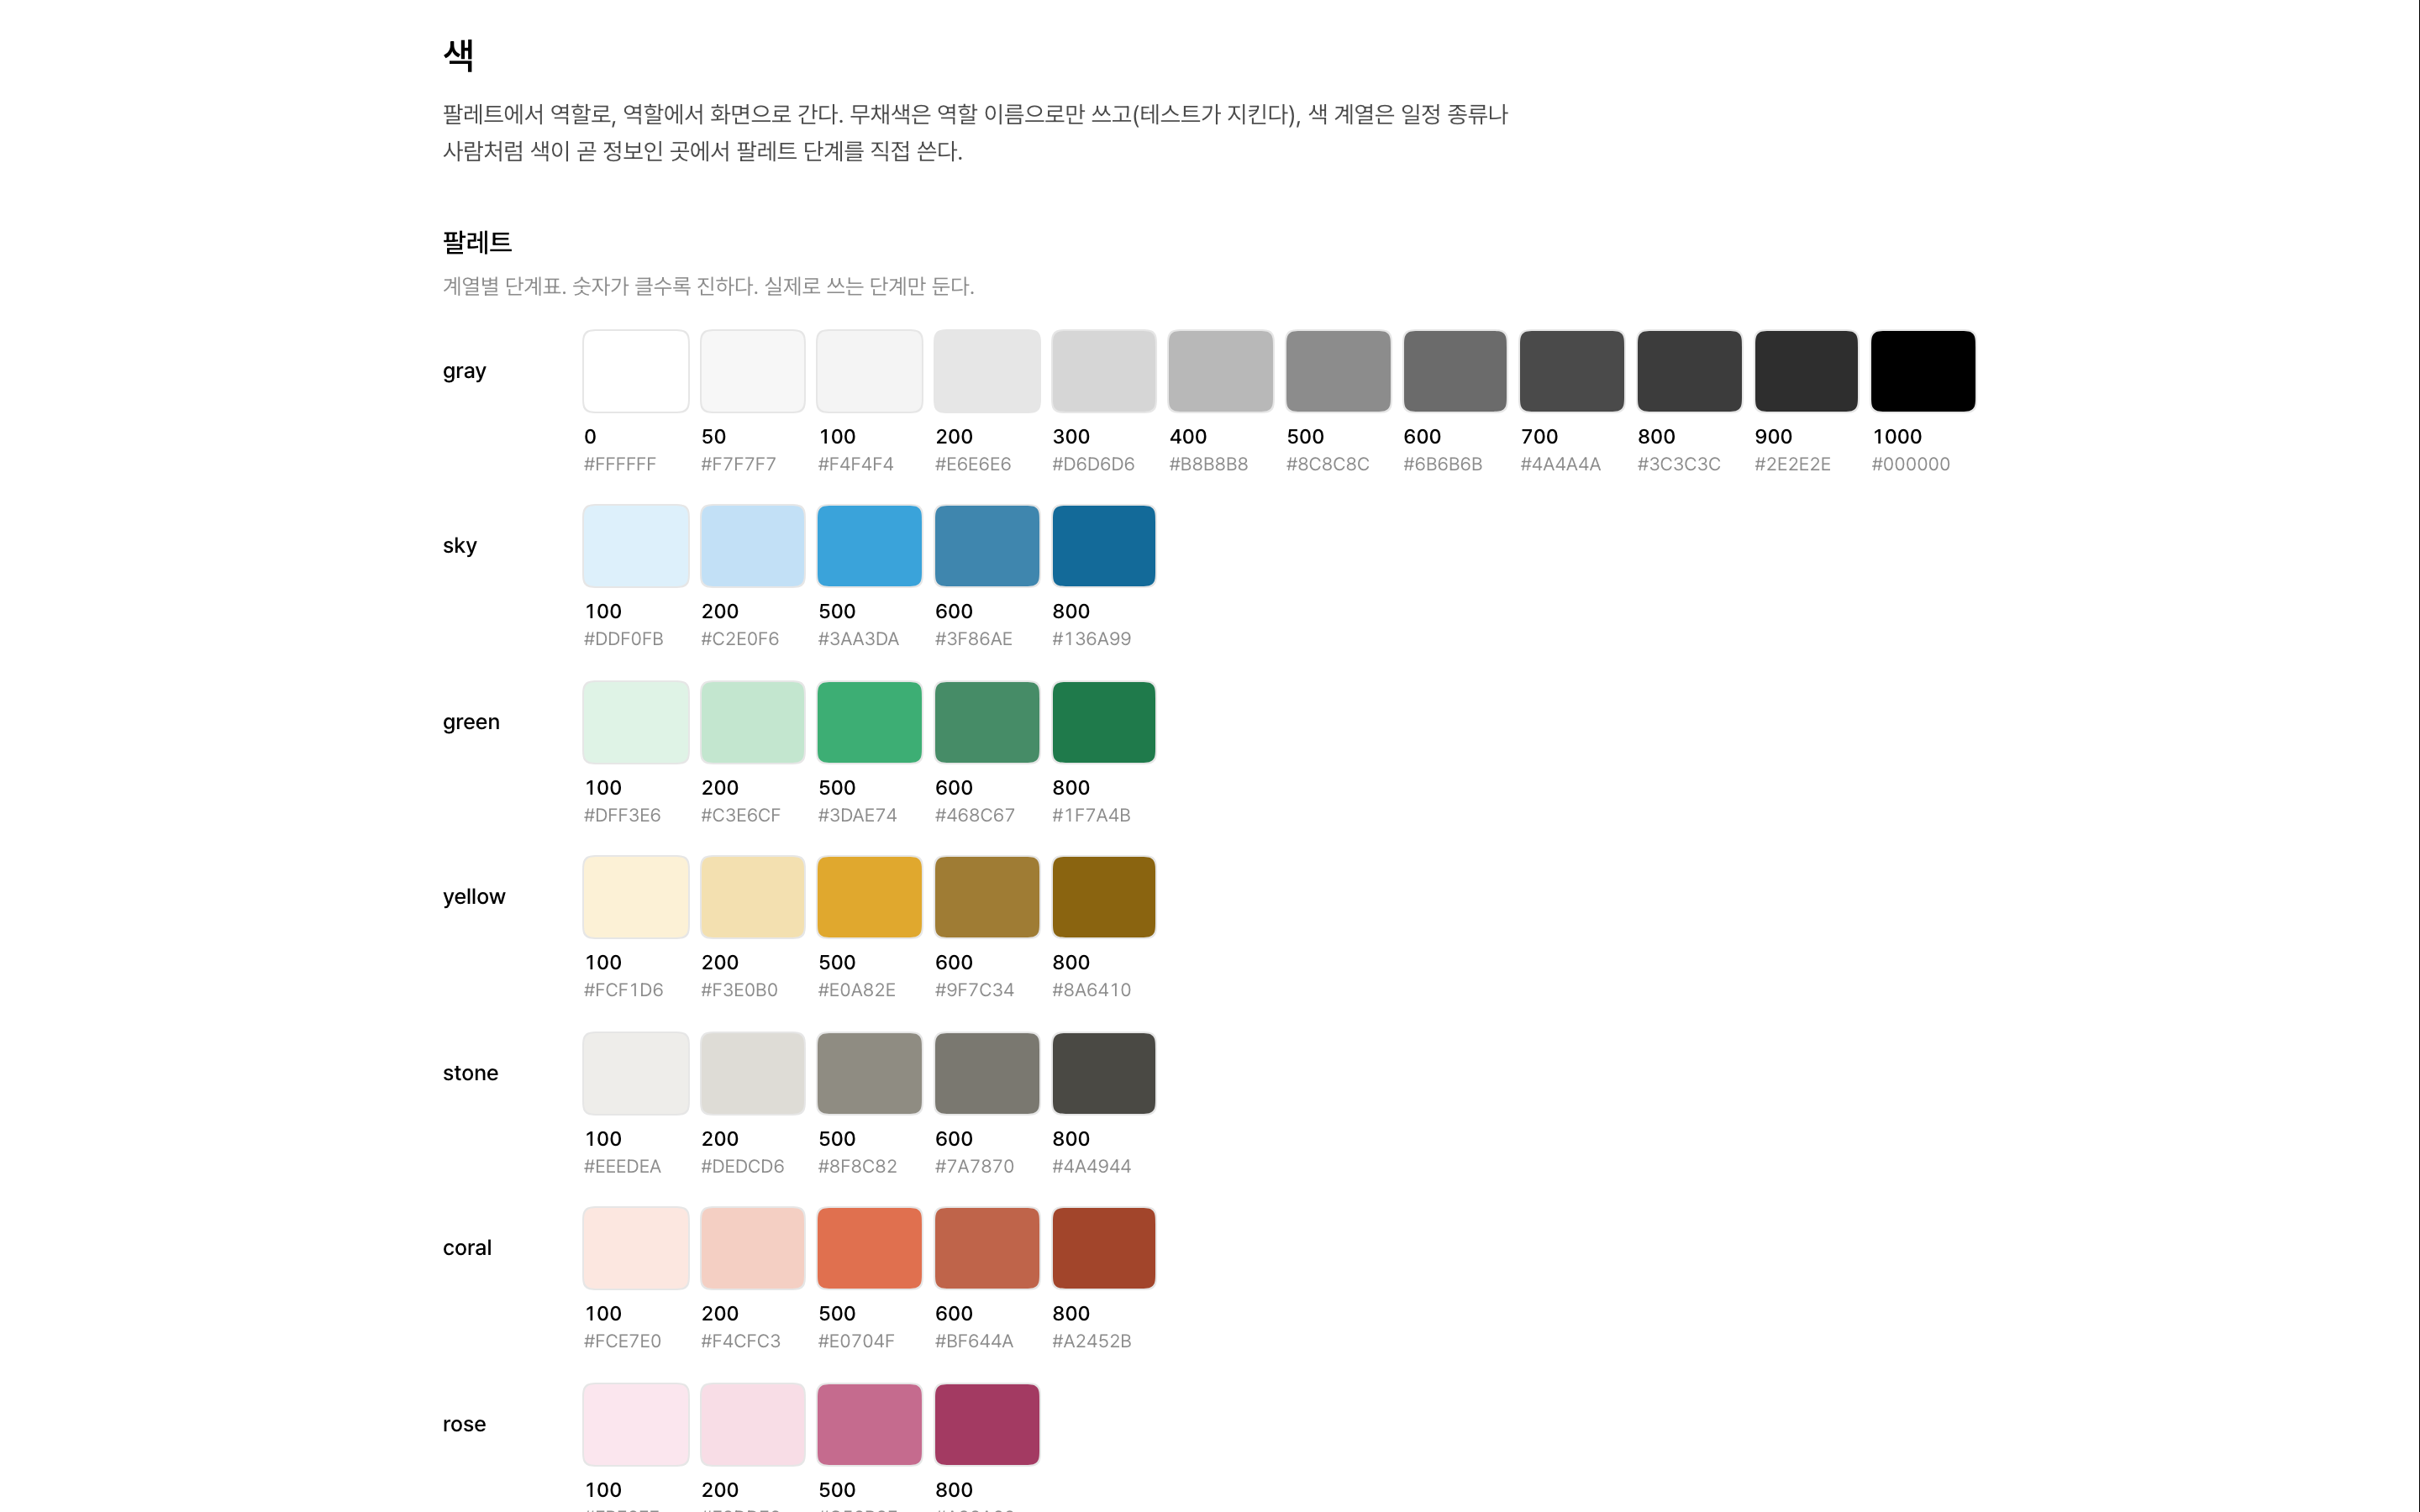 색
팔레트에서 역할로, 역할에서 화면으로 간다. 무채색은 역할 이름으로만 쓰고(테스트가 지킨다), 색 계열은 일정 종류나
사람처럼 색이 곧 정보인 곳에서 팔레트 단계를 직접 쓴다.
팔레트
계열별 단계표. 숫자가 클수록 진하다. 실제로 쓰는 단계만 둔다.
gray
0 50 100 200 300 400 500 600 700 800 900 1000
#FFFFFF #F7F7F7 #F4F4F4 #E6E6E6 #D6D6D6 #B8B8B8 #8C8C8C #6B6B6B #4A4A4A #3C3C3C #2E2E2E #000000
sky
100 200 500 600 800
#DDF0FB #C2E0F6 #3AA3DA #3F86AE #136A99
green
100 200 500 600 800
#DFF3E6 #C3E6CF #3DAE74 #468C67 #1F7A4B
yellow
100 200 500 600 800
#FCF1D6 #F3E0B0 #E0A82E #9F7C34 #8A6410
stone
100 200 500 600 800
#EEEDEA #DEDCD6 #8F8C82 #7A7870 #4A4944
coral
100 200 500 600 800
#FCE7E0 #F4CFC3 #E0704F #BF644A #A2452B
rose
100 200 500 800